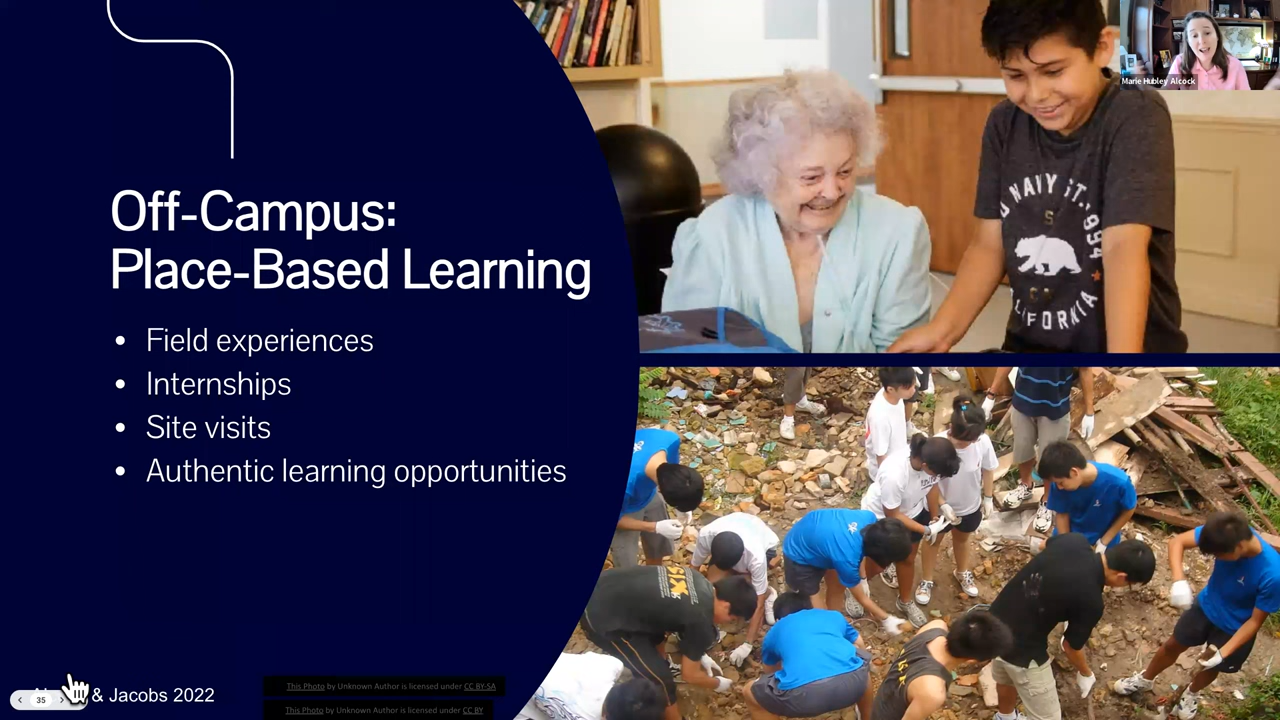 Marie Hubley Alcock
Off-Campus:
Place-Based Learning
• Field experiences
• Internships
• Site visits
• Authentic learning opportunities
NAVY ST. 1994
CALIFORNIA
35
& Jacobs 2022
This Photo by Unknown Author is licensed under CC BY-SA
This Photo by Unknown Author is licensed under CC BY